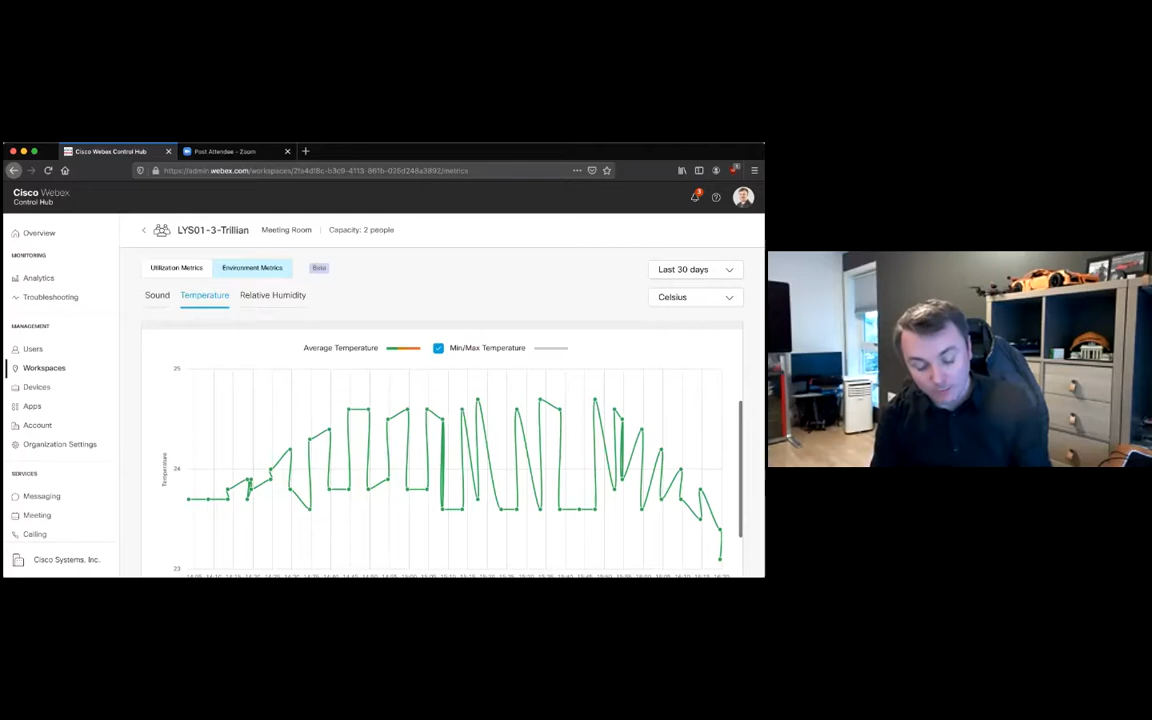 Cisco Webex Control Hub
Post Attendee - Zoom
Cisco Webex
Control Hub
LYS01-3-Trillian
Meeting Room
Capacity: 2 people
Overview
MONITORING
Analytics
Troubleshooting
MANAGEMENT
Users
Workspaces
Devices
Apps
Account
Organization Settings
SERVICES
Messaging
Meeting
Calling
Cisco Systems, Inc.
Utilization Metrics
Environment Metrics
Beta
Last 30 days
Sound
Temperature
Relative Humidity
Celsius
Average Temperature
Min/Max Temperature
25
24
23
Temperature